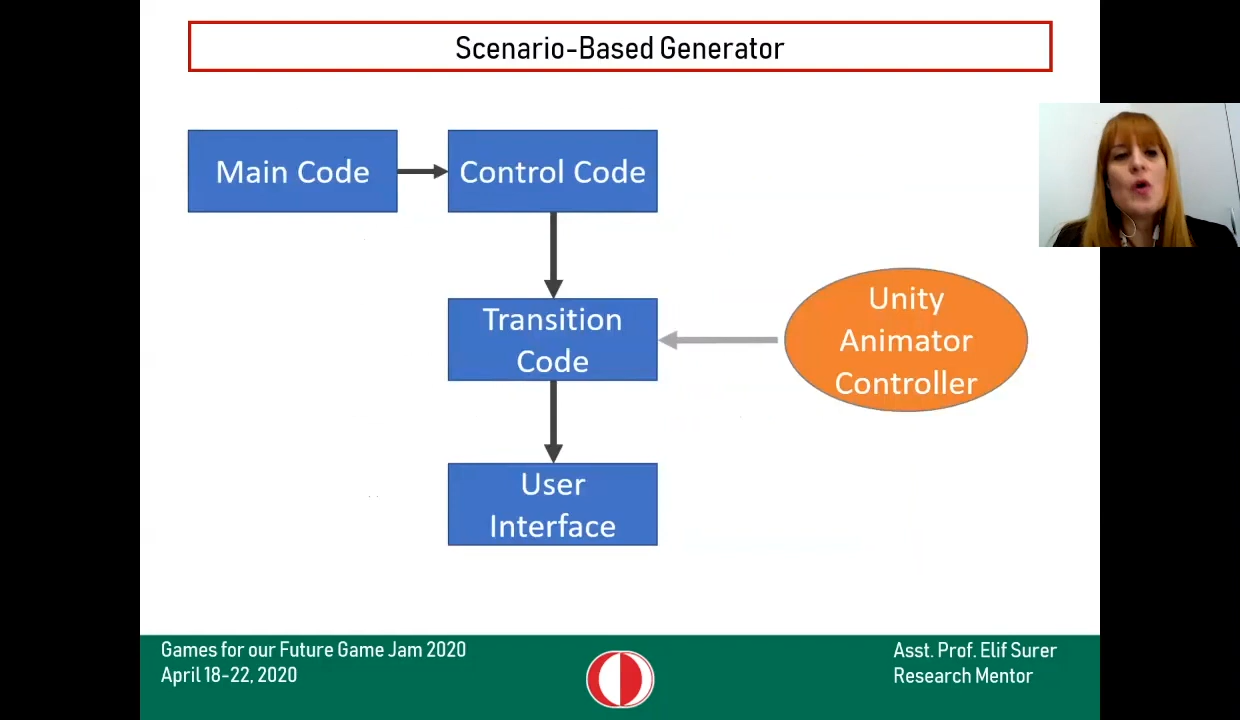 Scenario-Based Generator
Main Code
Control Code
Transition
Code
Unity
Animator
Controller
User
Interface
Games for our Future Game Jam 2020
April 18-22, 2020
Asst. Prof. Elif Surer
Research Mentor